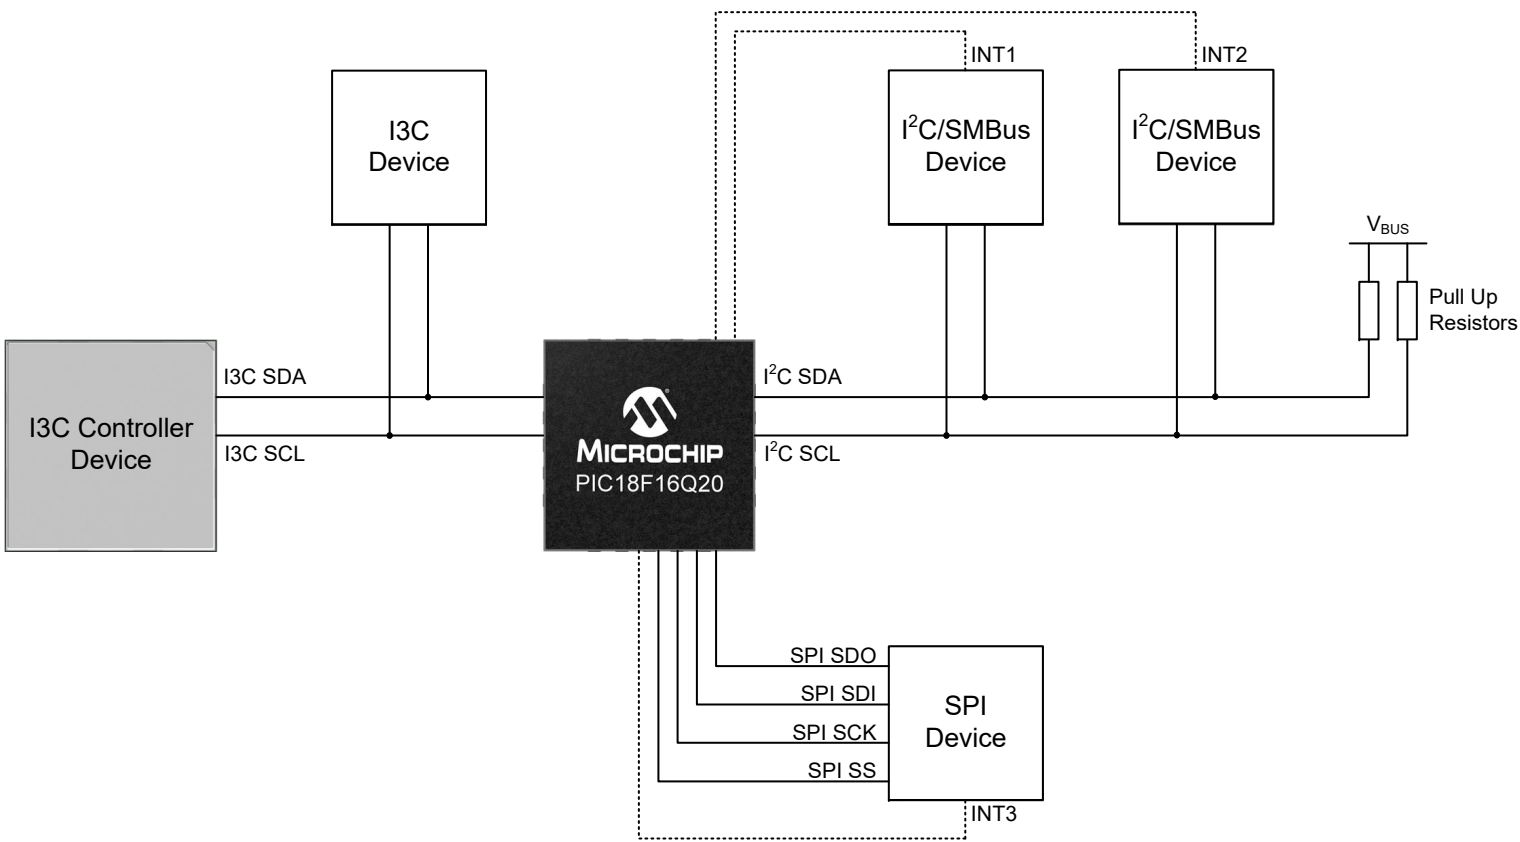 INT1
INT2
I3C
Device
I²C/SMBus
Device
I²C/SMBus
Device
V_BUS
Pull Up
Resistors
I3C Controller
Device
I3C SDA
I3C SCL
MICROCHIP
PIC18F16Q20
I²C SDA
I²C SCL
SPI SDO
SPI SDI
SPI SCK
SPI SS
SPI
Device
INT3